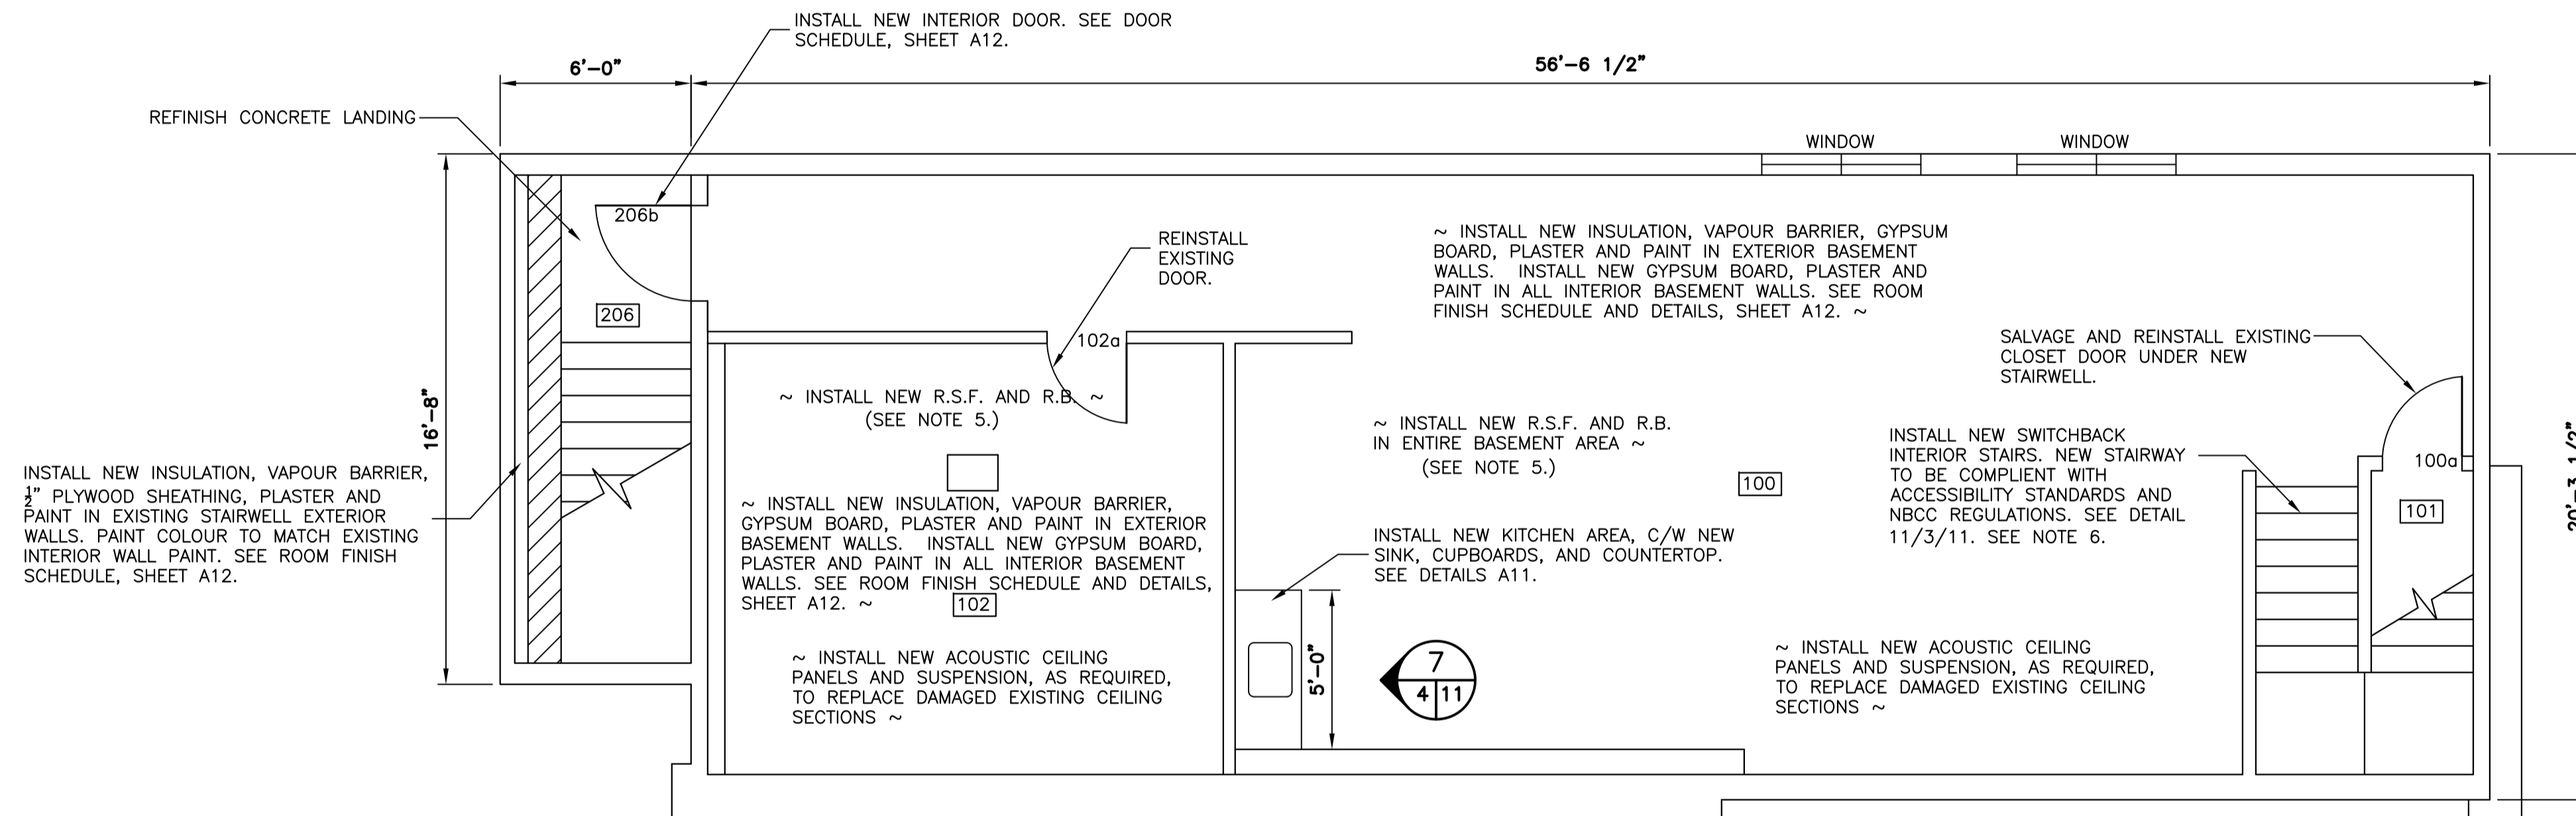 INSTALL NEW INTERIOR DOOR. SEE DOOR
SCHEDULE, SHEET A12.
6'-0"
56'-6 1/2"
REFINISH CONCRETE LANDING
WINDOW
WINDOW
206b
REINSTALL
EXISTING
DOOR.
~ INSTALL NEW INSULATION, VAPOUR BARRIER, GYPSUM
BOARD, PLASTER AND PAINT IN EXTERIOR BASEMENT
WALLS. INSTALL NEW GYPSUM BOARD, PLASTER AND
PAINT IN ALL INTERIOR BASEMENT WALLS. SEE ROOM
FINISH SCHEDULE AND DETAILS, SHEET A12. ~
206
102a
SALVAGE AND REINSTALL EXISTING
CLOSET DOOR UNDER NEW
STAIRWELL.
16'-8"
~ INSTALL NEW R.S.F. AND R.B. ~
(SEE NOTE 5.)
~ INSTALL NEW R.S.F. AND R.B.
IN ENTIRE BASEMENT AREA ~
(SEE NOTE 5.)
INSTALL NEW SWITCHBACK
INTERIOR STAIRS. NEW STAIRWAY
TO BE COMPLIENT WITH
ACCESSIBILITY STANDARDS AND
NBCC REGULATIONS. SEE DETAIL
11/3/11. SEE NOTE 6.
100a
20'-3 1/2"
INSTALL NEW INSULATION, VAPOUR BARRIER,
1/2" PLYWOOD SHEATHING, PLASTER AND
PAINT IN EXISTING STAIRWELL EXTERIOR
WALLS. PAINT COLOUR TO MATCH EXISTING
INTERIOR WALL PAINT. SEE ROOM FINISH
SCHEDULE, SHEET A12.
100
101
~ INSTALL NEW INSULATION, VAPOUR BARRIER,
GYPSUM BOARD, PLASTER AND PAINT IN EXTERIOR
BASEMENT WALLS. INSTALL NEW GYPSUM BOARD,
PLASTER AND PAINT IN ALL INTERIOR BASEMENT
WALLS. SEE ROOM FINISH SCHEDULE AND DETAILS,
SHEET A12. ~
102
INSTALL NEW KITCHEN AREA, C/W NEW
SINK, CUPBOARDS, AND COUNTERTOP.
SEE DETAILS A11.
~ INSTALL NEW ACOUSTIC CEILING
PANELS AND SUSPENSION, AS REQUIRED,
TO REPLACE DAMAGED EXISTING CEILING
SECTIONS ~
5'-0"
7
4 11
~ INSTALL NEW ACOUSTIC CEILING
PANELS AND SUSPENSION, AS REQUIRED,
TO REPLACE DAMAGED EXISTING CEILING
SECTIONS ~